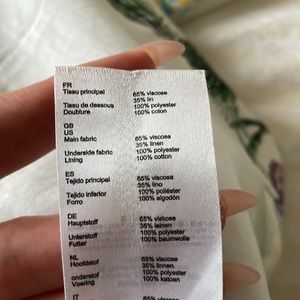 FR
Tissu principal 65% viscose
35% lin
Tissu de dessous 100% polyester
Doublure 100% coton
GB
US
Main fabric 65% viscose
35% linen
Underside fabric 100% polyester
Lining 100% cotton
ES
Tejido principal 65% viscosa
35% lino
Tejido inferior 100% poliéster
Forro 100% algodón
DE
Hauptstoff 65% viskose
35% leinen
Unterstoff 100% polyester
Futter 100% baumwolle
NL
Hoofdstof 65% viscose
35% linnen
onderstof 100% polyester
Voering 100% katoen
IT
65% viscosa